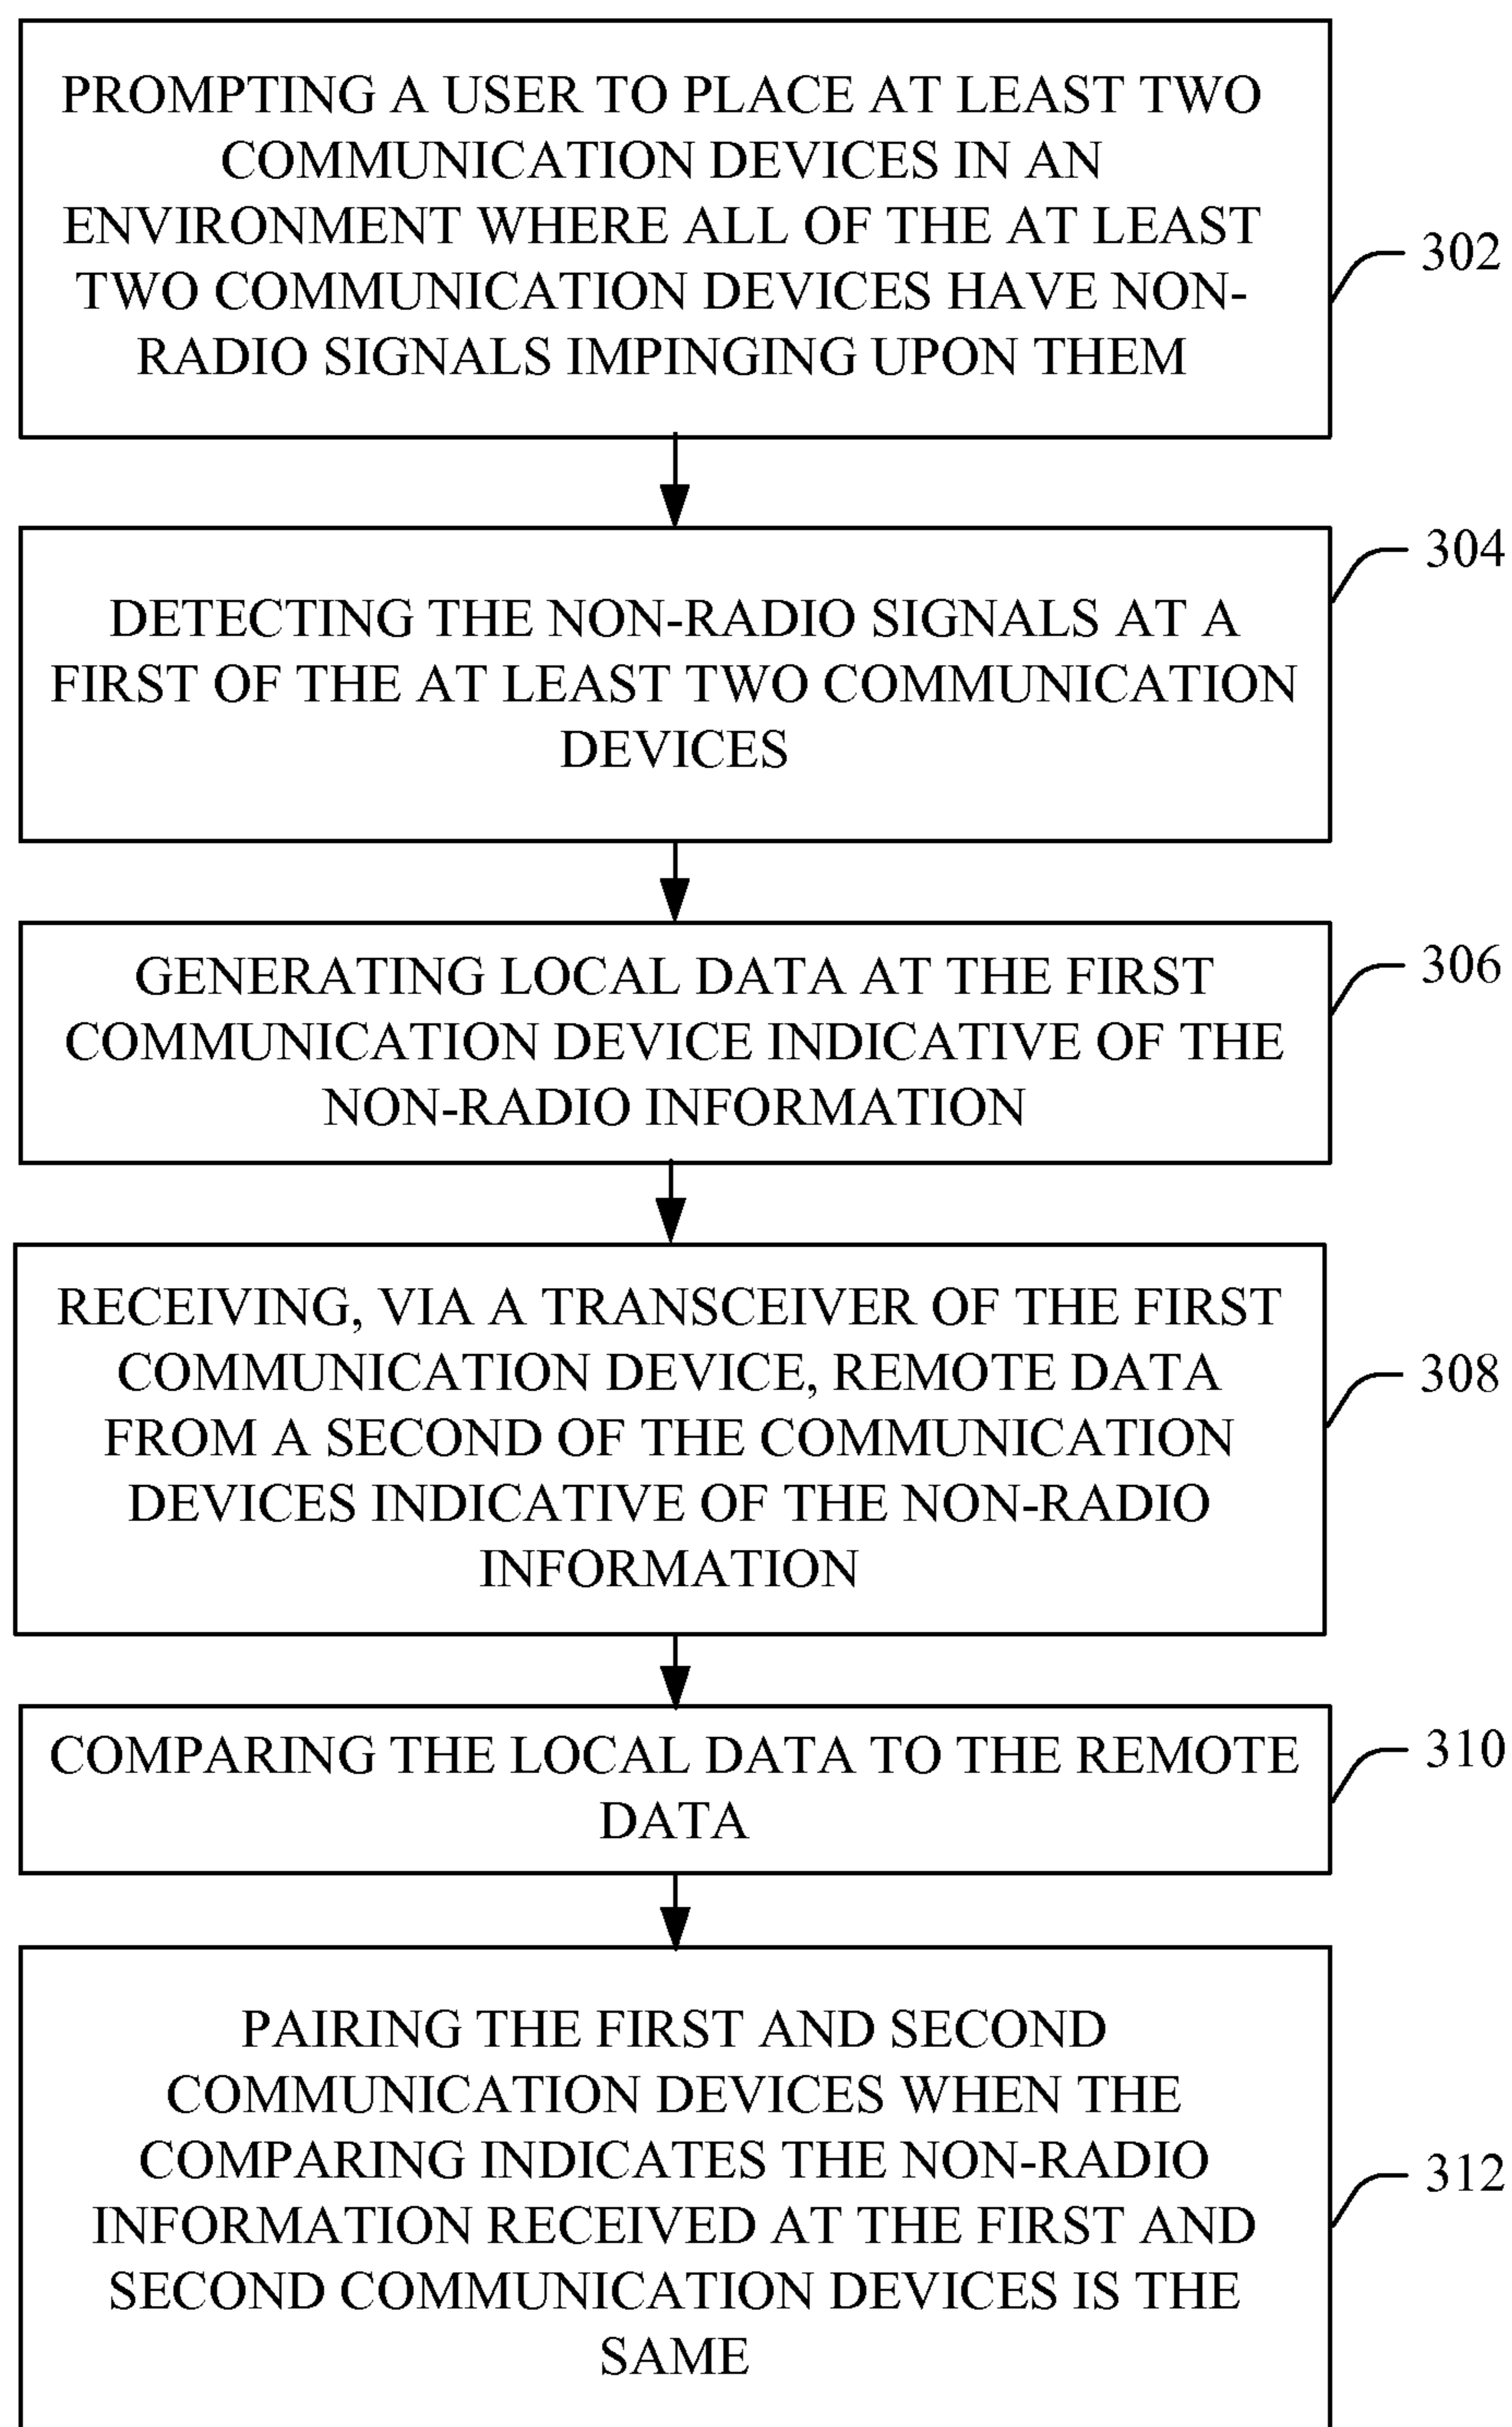 PROMPTING A USER TO PLACE AT LEAST TWO
COMMUNICATION DEVICES IN AN
ENVIRONMENT WHERE ALL OF THE AT LEAST
TWO COMMUNICATION DEVICES HAVE NON-
RADIO SIGNALS IMPINGING UPON THEM
302
304
DETECTING THE NON-RADIO SIGNALS AT A
FIRST OF THE AT LEAST TWO COMMUNICATION
DEVICES
306
GENERATING LOCAL DATA AT THE FIRST
COMMUNICATION DEVICE INDICATIVE OF THE
NON-RADIO INFORMATION
RECEIVING, VIA A TRANSCEIVER OF THE FIRST
COMMUNICATION DEVICE, REMOTE DATA
FROM A SECOND OF THE COMMUNICATION
DEVICES INDICATIVE OF THE NON-RADIO
INFORMATION
308
COMPARING THE LOCAL DATA TO THE REMOTE
DATA
310
PAIRING THE FIRST AND SECOND
COMMUNICATION DEVICES WHEN THE
COMPARING INDICATES THE NON-RADIO
INFORMATION RECEIVED AT THE FIRST AND
SECOND COMMUNICATION DEVICES IS THE
SAME
312